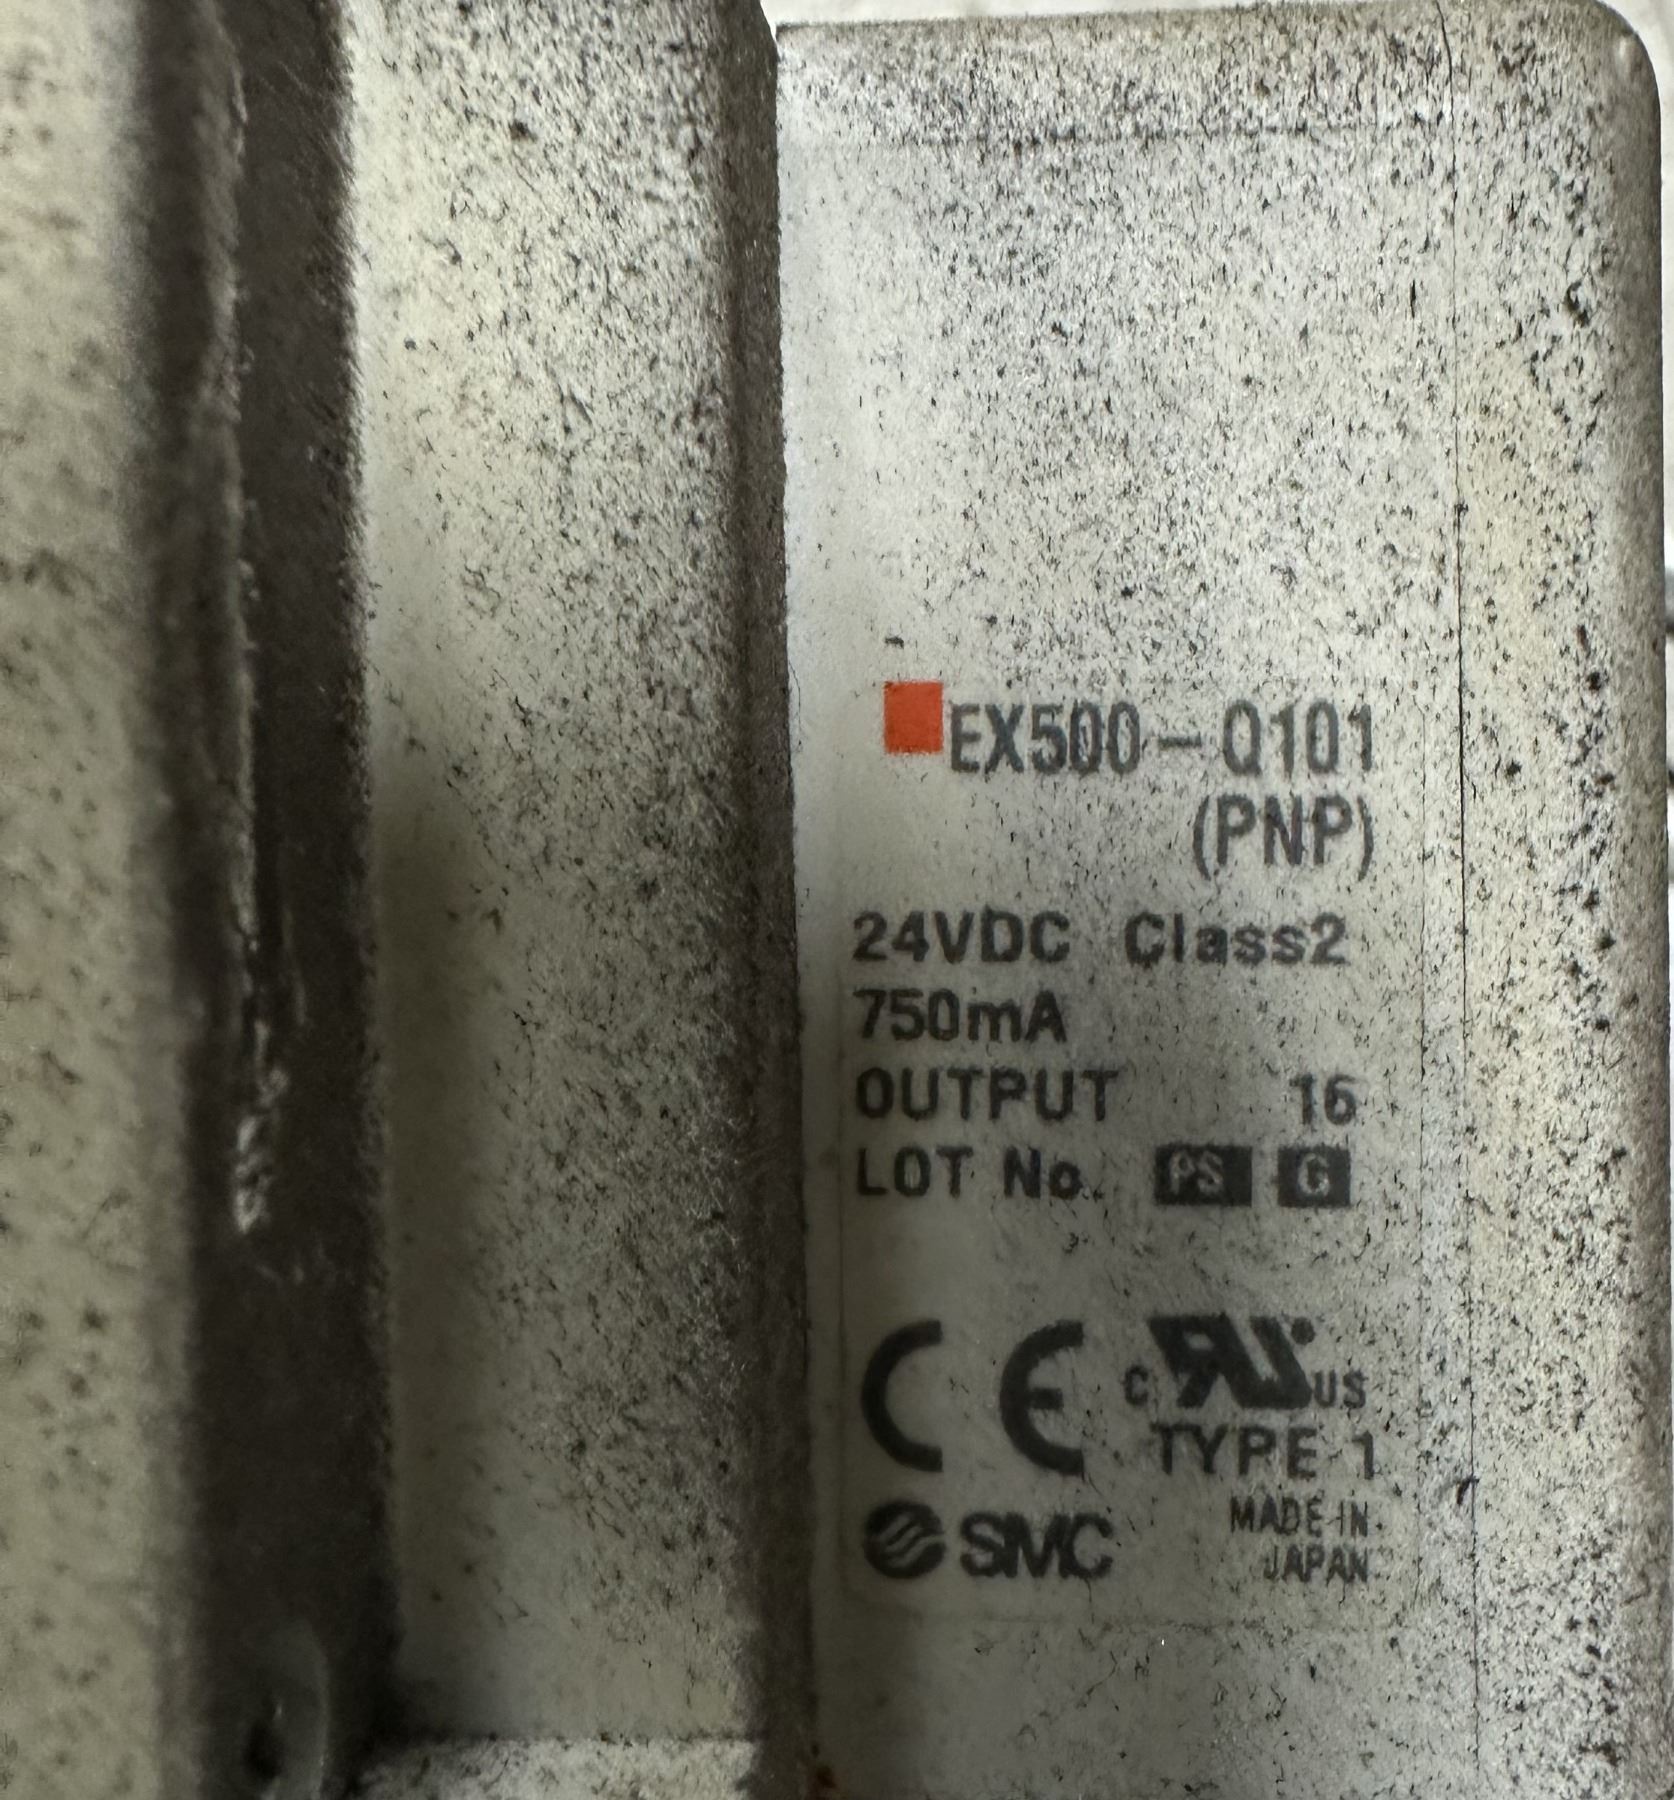 EX500-Q101
(PNP)
24VDC Class2
750mA
OUTPUT 16
LOT No. PS G
CE c RU US
TYPE 1
SMC MADE IN
JAPAN